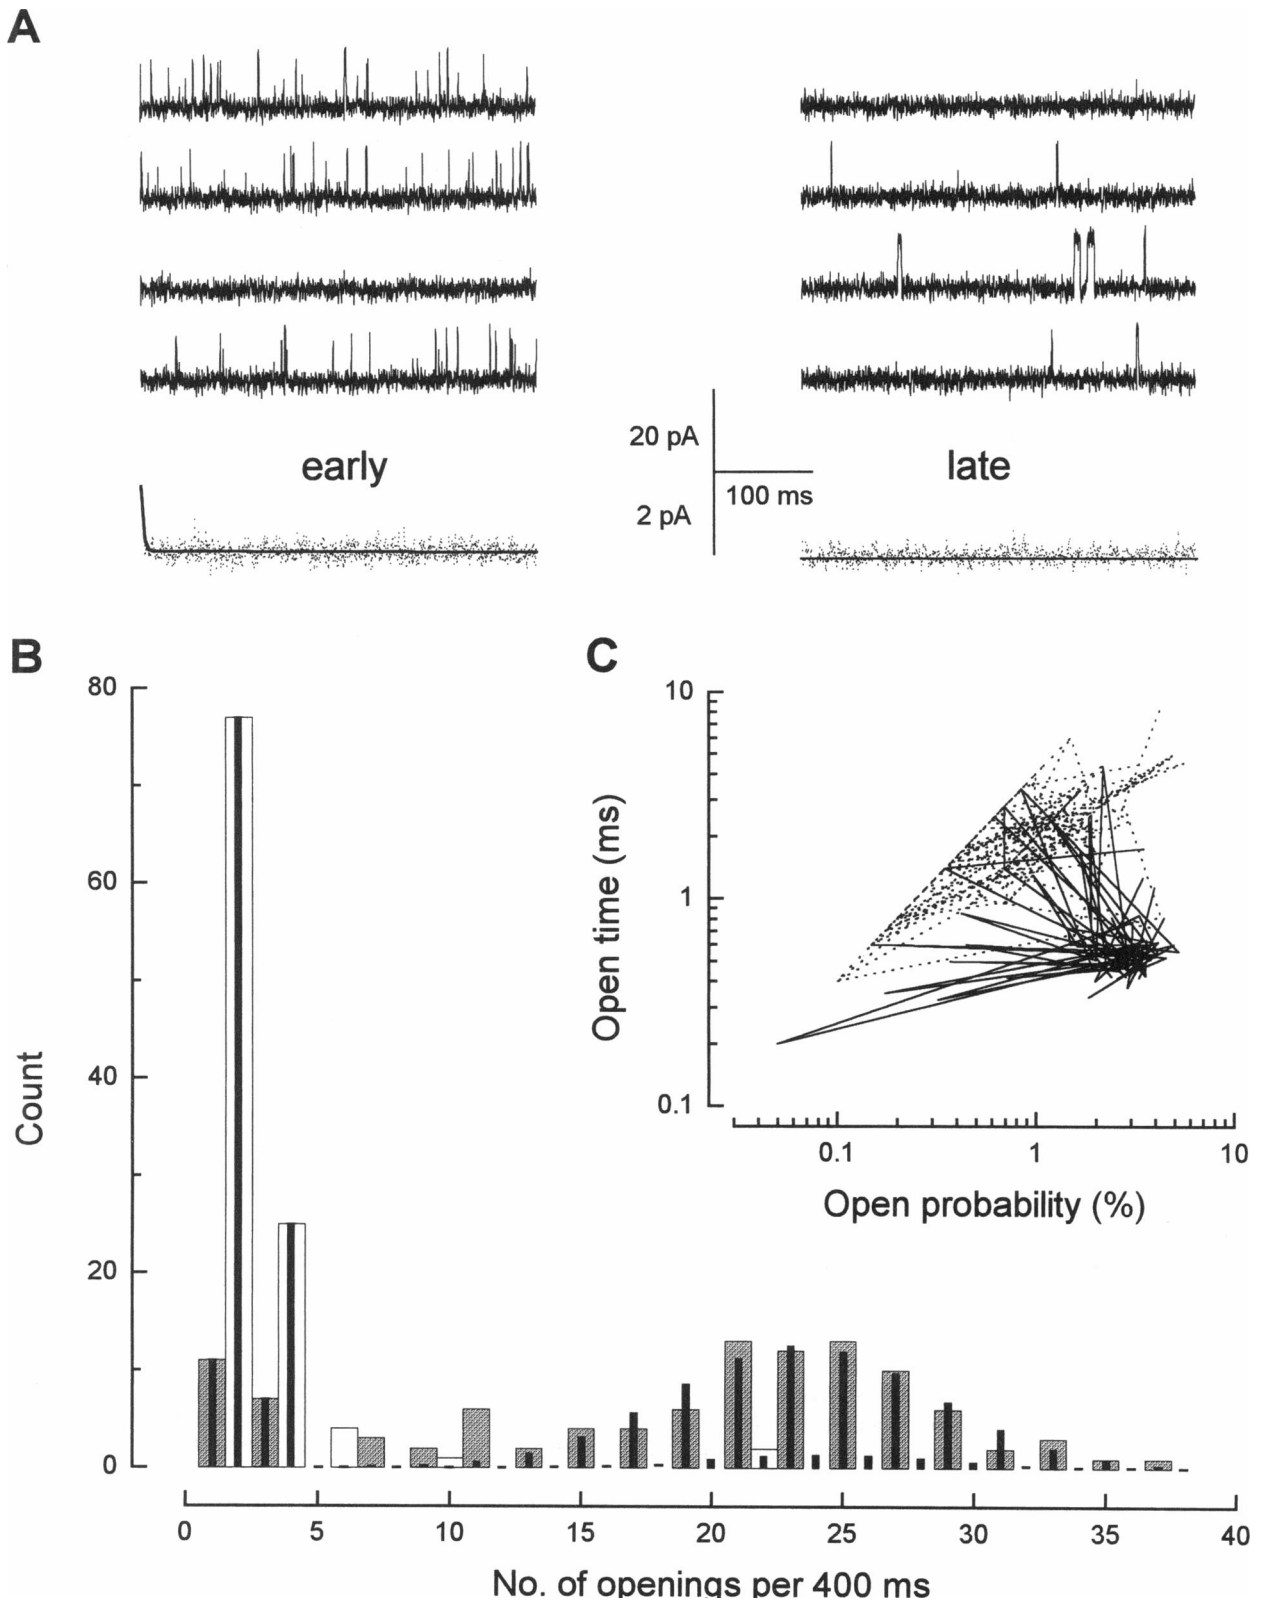 A
early
20 pA
2 pA
100 ms
late
B
80
60
40
20
0
Count
0 5 10 15 20 25 30 35 40
No. of openings per 400 ms
C
10
1
0.1
Open time (ms)
0.1 1 10
Open probability (%)